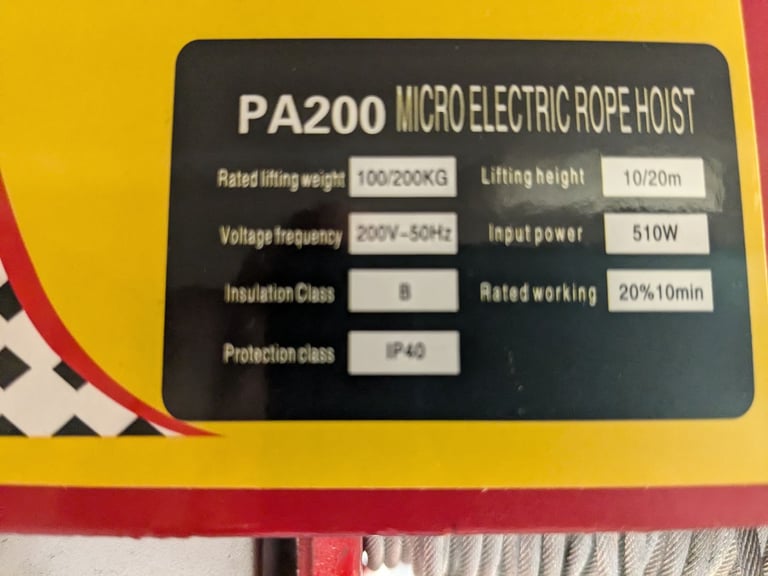 PA200 MICRO ELECTRIC ROPE HOIST
Rated lifting weight 100/200KG Lifting height 10/20m
Voltage frequency 200V-50Hz Input power 510W
Insulation Class B Rated working 20%10min
Protection class IP40